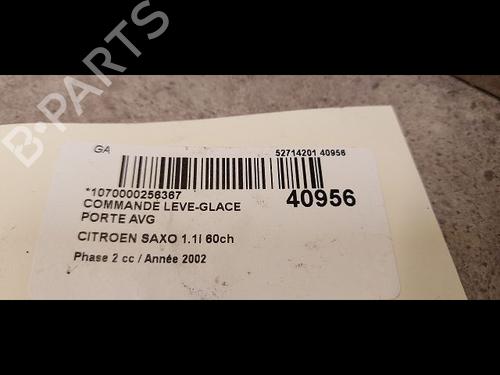 B-PARTS
GA
52714201 40956
*1070000256367
40956
COMMANDE LEVE-GLACE
PORTE AVG
CITROEN SAXO 1.1i 60ch
Phase 2 cc / Année 2002